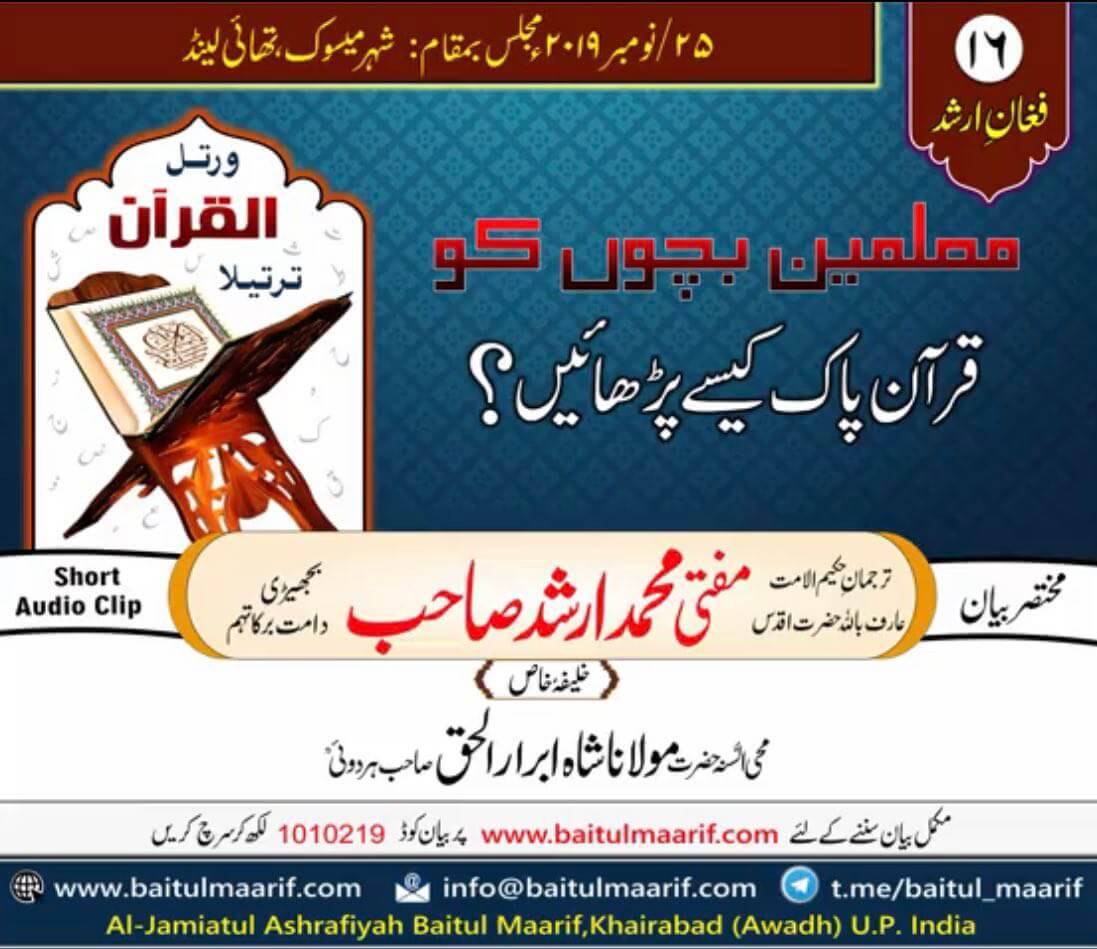 ۲۵/نومبر ۲۰۱۹ء مجلس بمقام: شہر میسوک، تھائی لینڈ
۱۶
فغانِ ارشد
ورتل
القرآن
ترتیلا
معلمین بچوں کو
قرآن پاک کیسے پڑھائیں؟
Short
Audio Clip
مختصر بیان
ترجمان حکیم الامت
عارف باللہ حضرت اقدس
مفتی محمد ارشد صاحب
بجھیڑی
دامت برکاتہم
خلیفۂ خاص
محی السنہ حضرت مولانا شاہ ابرارالحق صاحب ہردوئیؒ
مکمل بیان سننے کے لئے www.baitulmaarif.com پر بیان کوڈ 1010219 لکھ کر سرچ کریں
www.baitulmaarif.com info@baitulmaarif.com t.me/baitul_maarif
Al-Jamiatul Ashrafiyah Baitul Maarif,Khairabad (Awadh) U.P. India